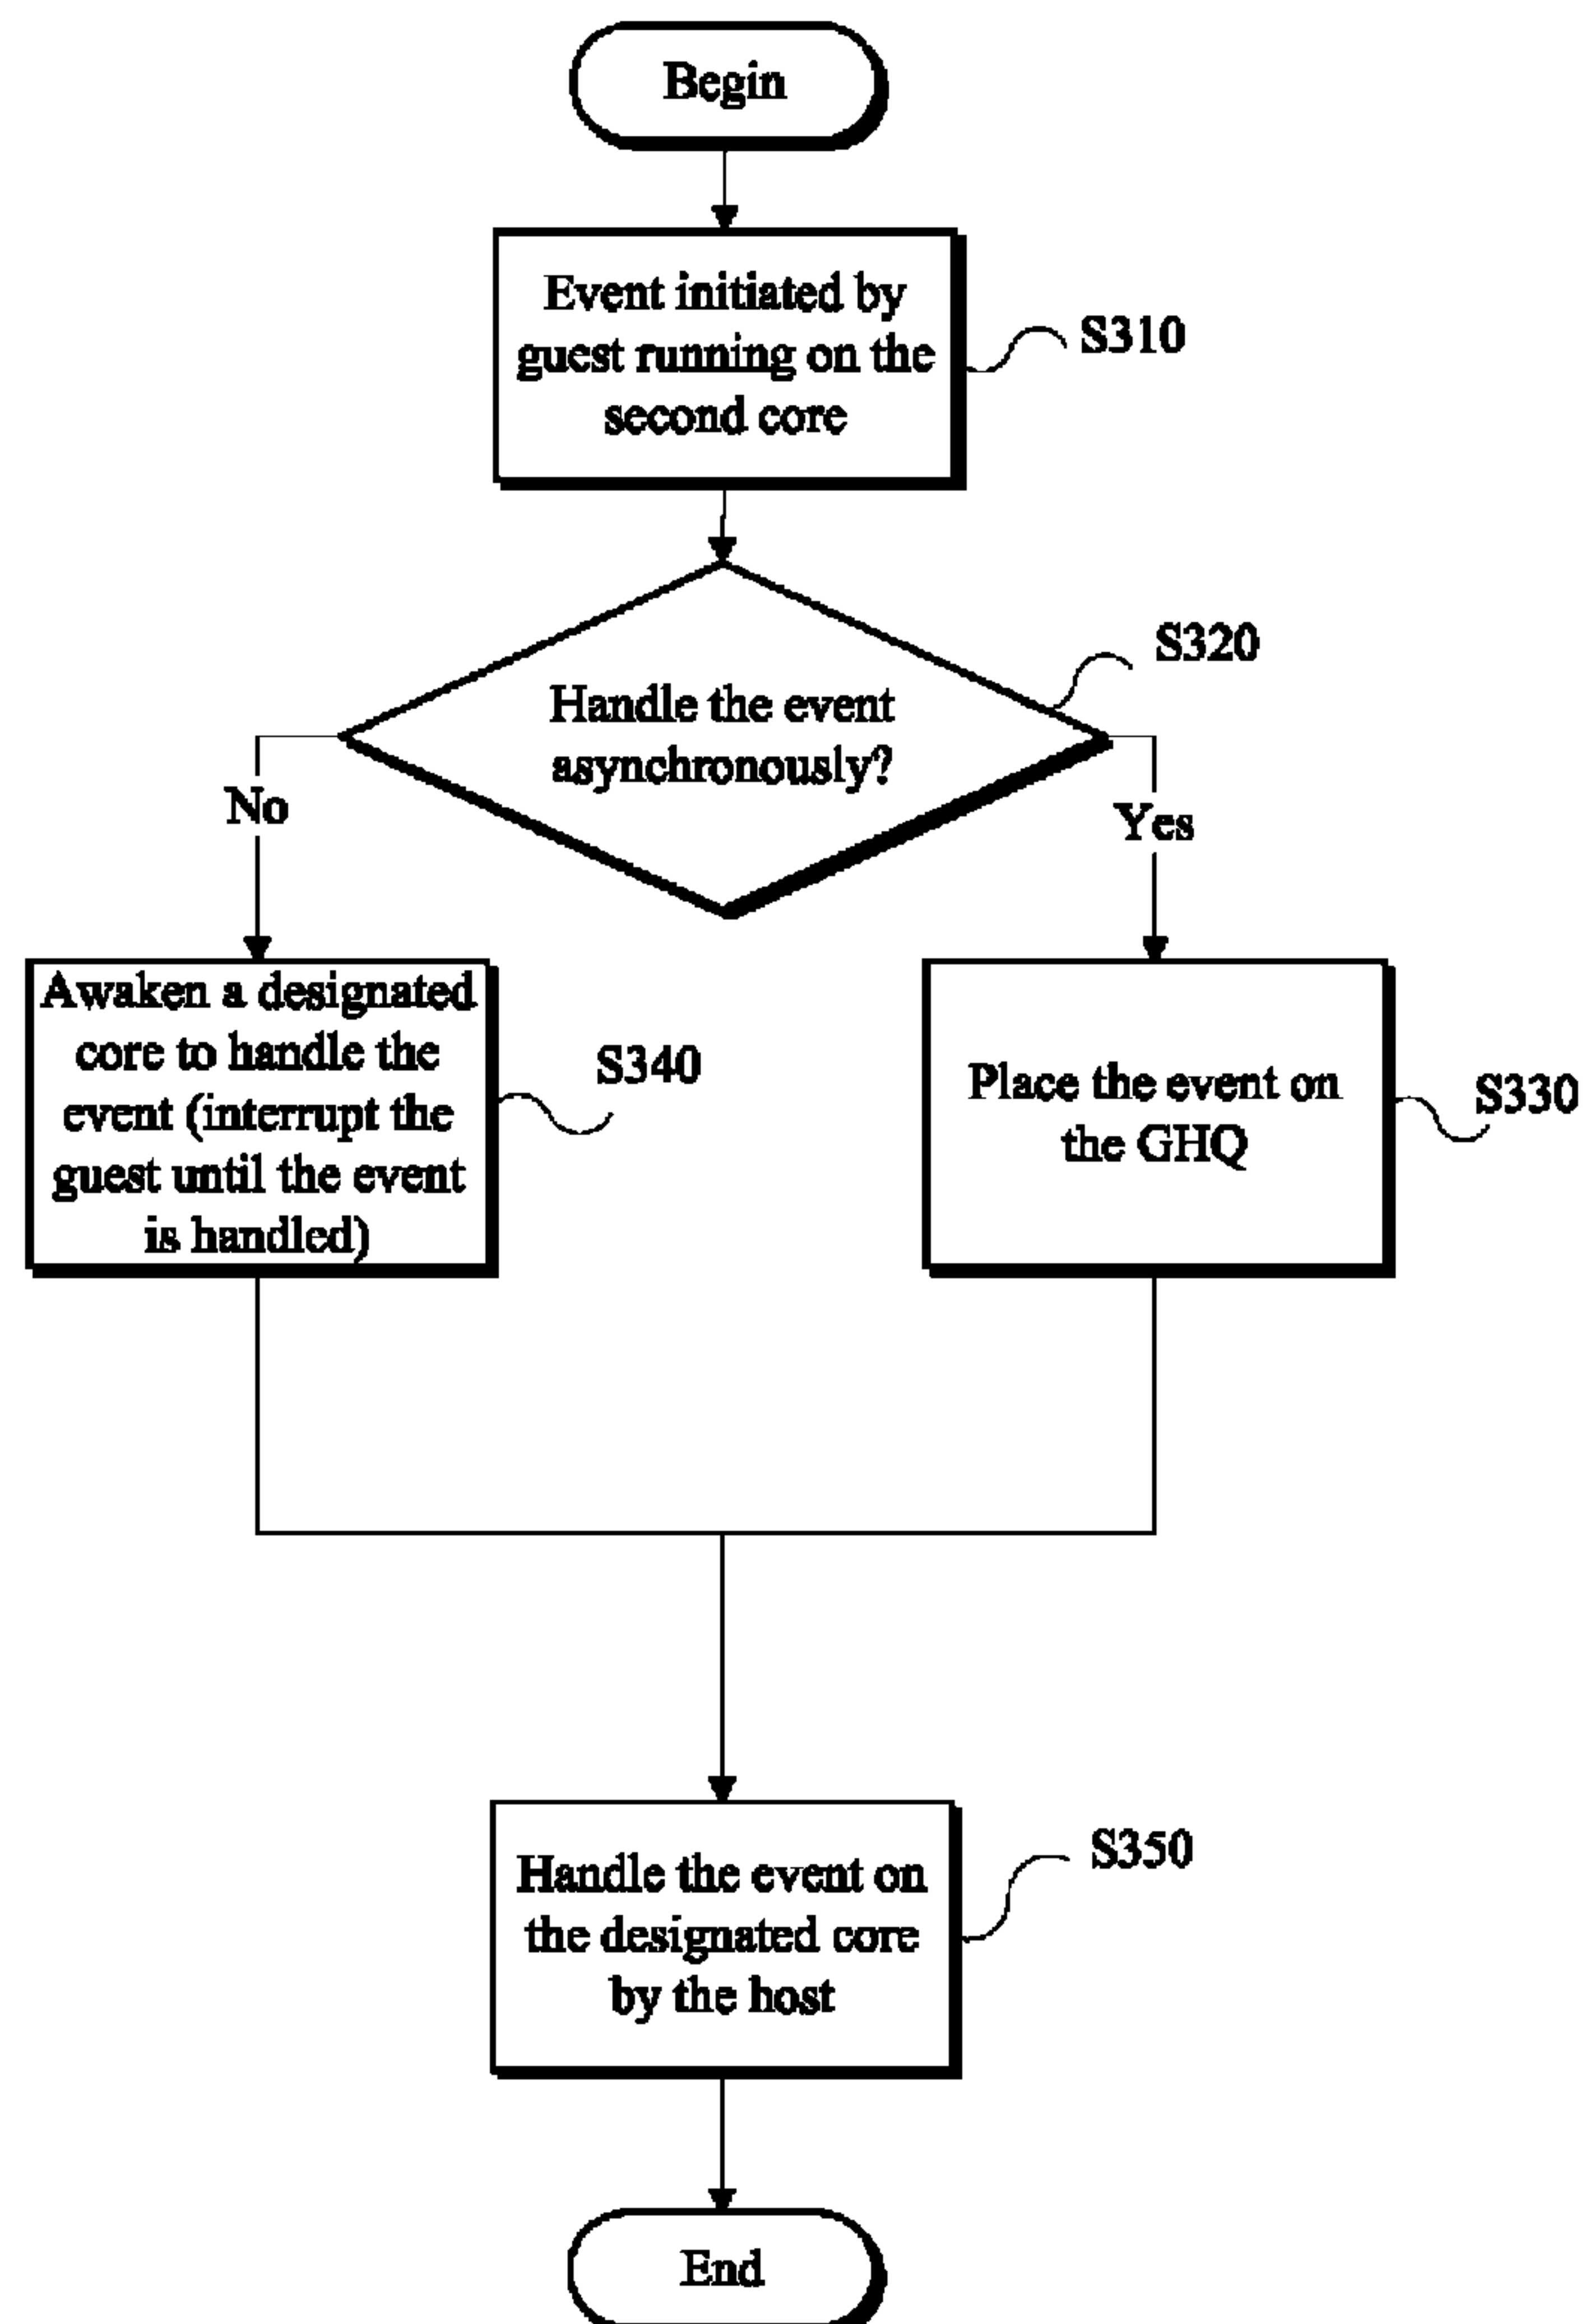 Begin
Event initiated by
guest running on the
second core
S310
S320
Handle the event
asynchronously?
No
Yes
Awaken a designated
core to handle the
event (interrupt the
guest until the event
is handled)
S340
Place the event on
the GHQ
S330
Handle the event on
the designated core
by the host
S350
End